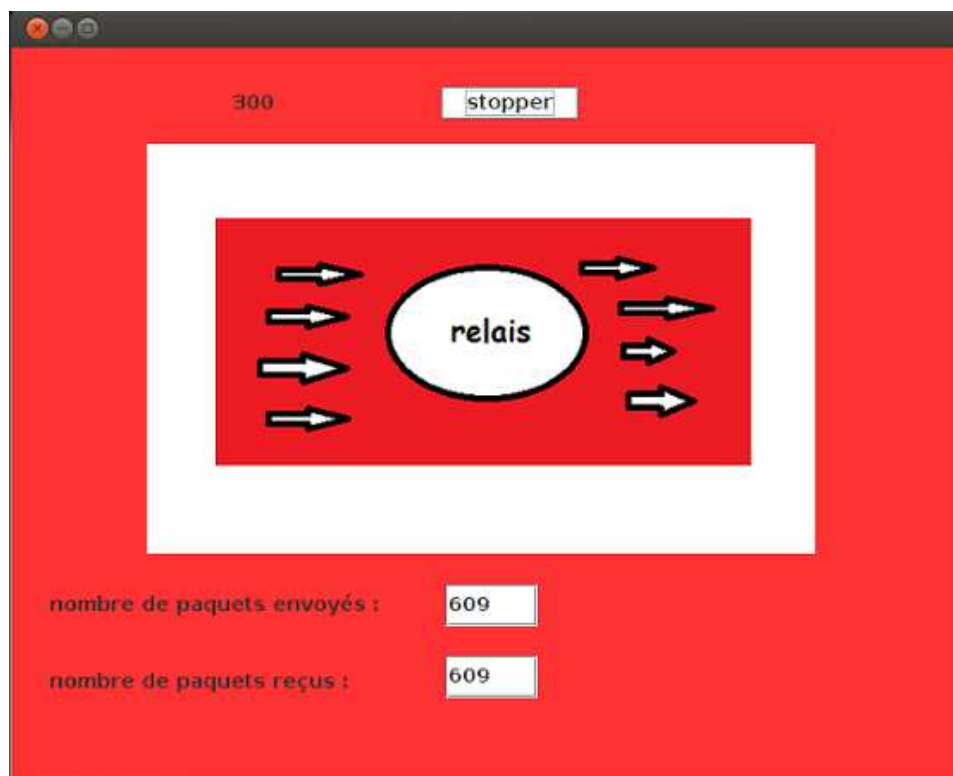 300 stopper
relais
nombre de paquets envoyés : 609
nombre de paquets reçus : 609